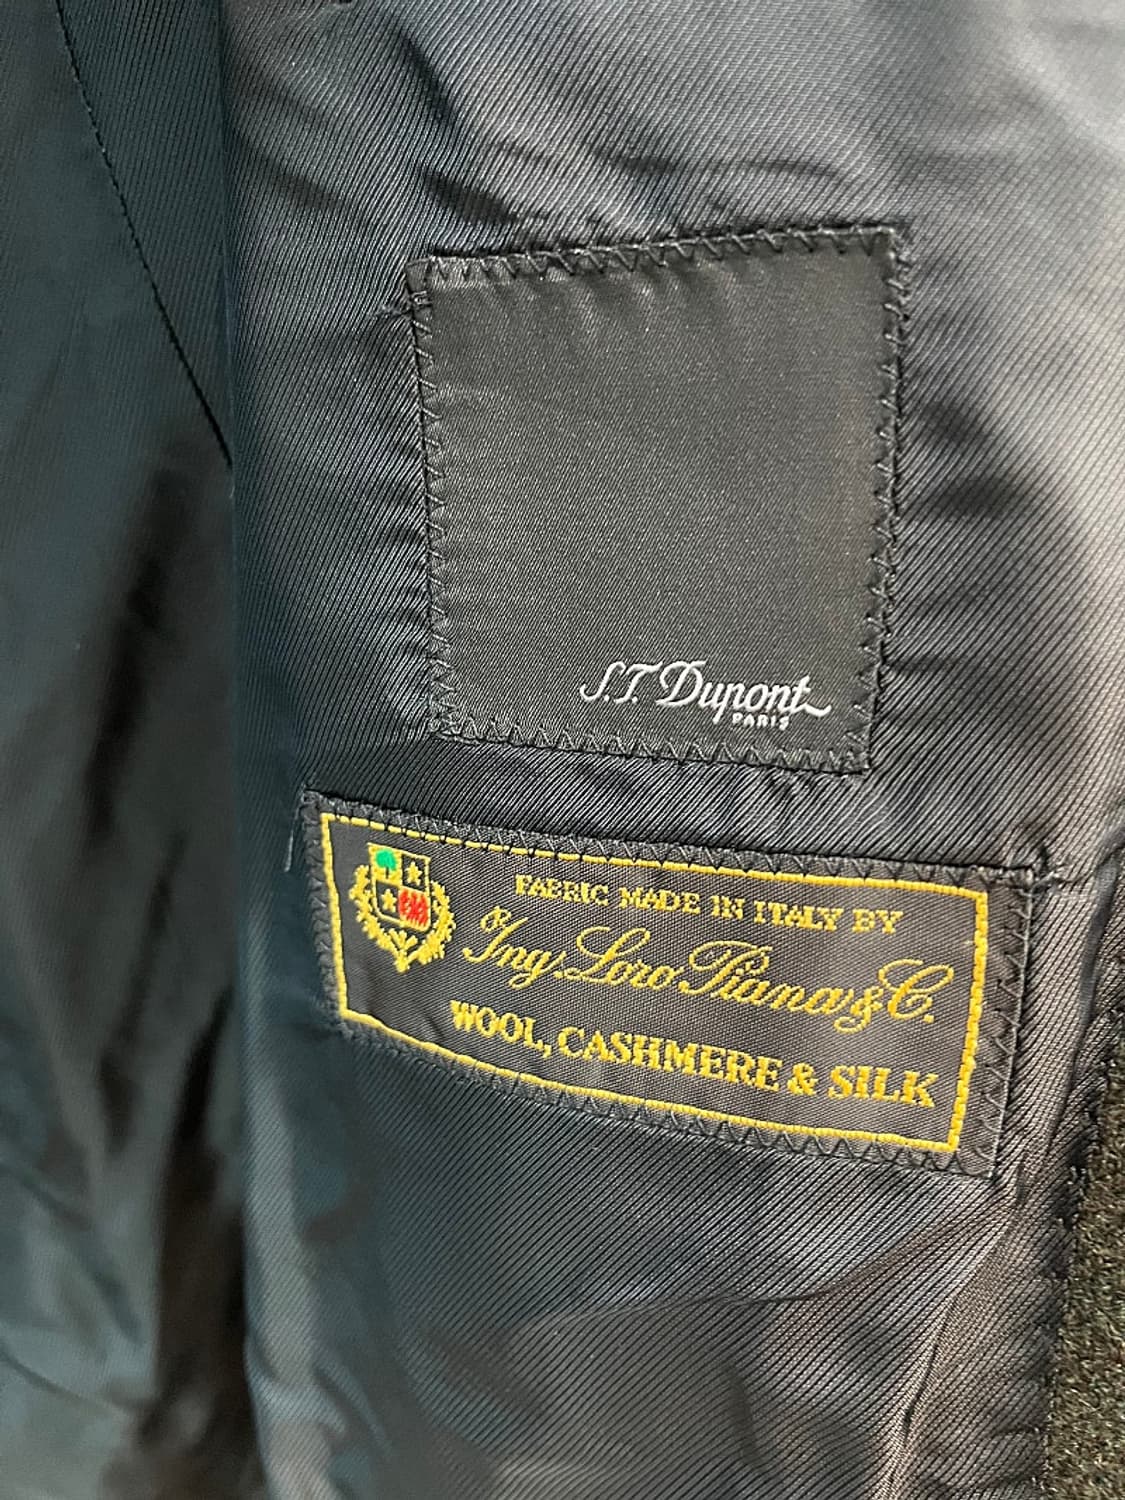 S.T. Dupont
PARIS
FABRIC MADE IN ITALY BY
Ing. Loro Piana & C.
WOOL, CASHMERE & SILK